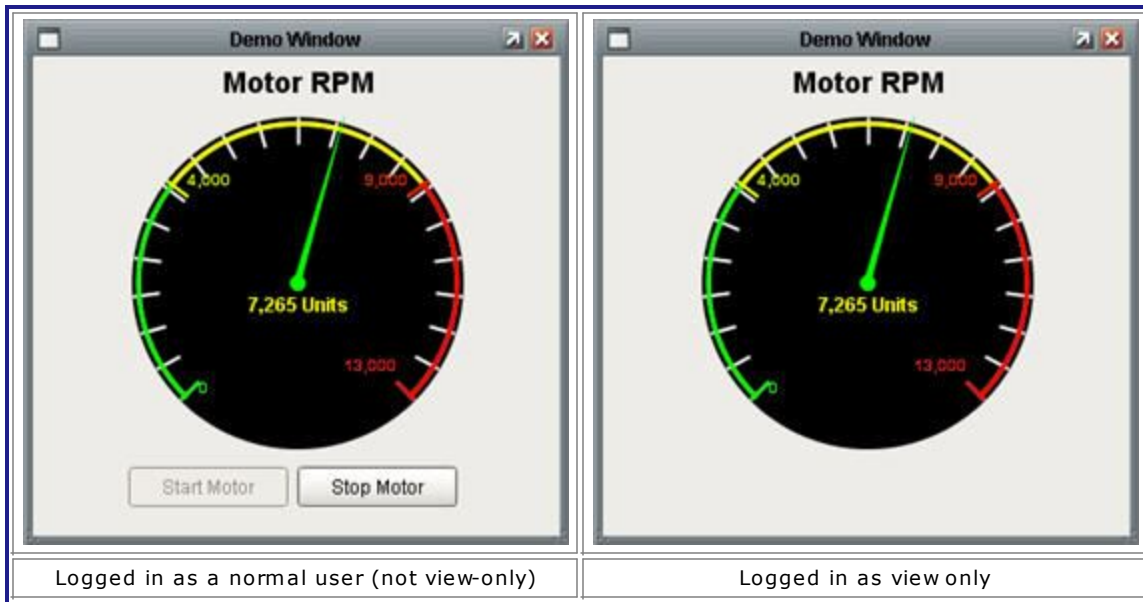 Demo Window
Motor RPM
4,000
9,000
7,265 Units
13,000
0
Start Motor
Stop Motor
Logged in as a normal user (not view-only)
Demo Window
Motor RPM
4,000
9,000
7,265 Units
13,000
0
Logged in as view only